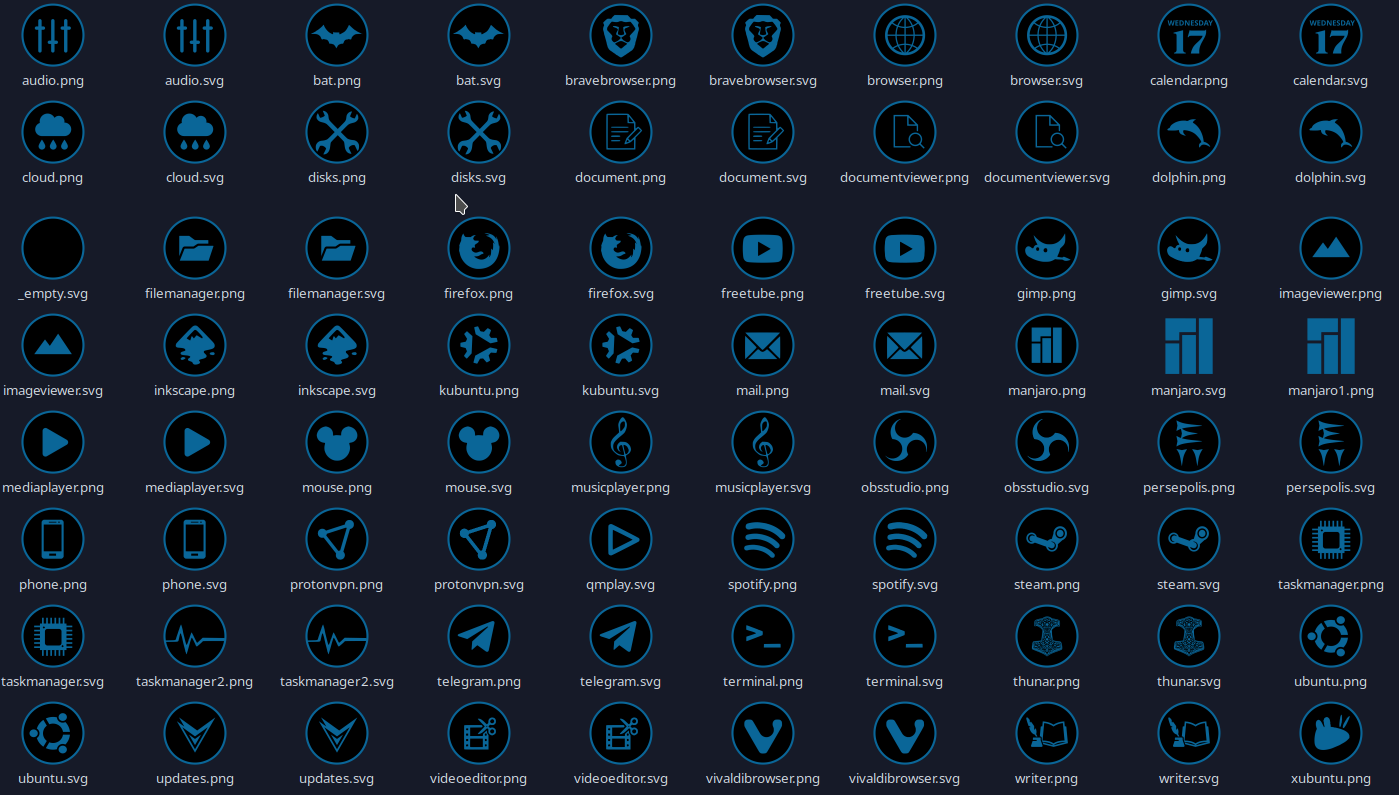 WEDNESDAY WEDNESDAY
17 17
audio.png audio.svg bat.png bat.svg bravebrowser.png bravebrowser.svg browser.png browser.svg calendar.png calendar.svg
cloud.png cloud.svg disks.png disks.svg document.png document.svg documentviewer.png documentviewer.svg dolphin.png dolphin.svg
_empty.svg filemanager.png filemanager.svg firefox.png firefox.svg freetube.png freetube.svg gimp.png gimp.svg imageviewer.png
imageviewer.svg inkscape.png inkscape.svg kubuntu.png kubuntu.svg mail.png mail.svg manjaro.png manjaro.svg manjaro1.png
mediaplayer.png mediaplayer.svg mouse.png mouse.svg musicplayer.png musicplayer.svg obsstudio.png obsstudio.svg persepolis.png persepolis.svg
phone.png phone.svg protonvpn.png protonvpn.svg qmplay.svg spotify.png spotify.svg steam.png steam.svg taskmanager.png
>_ >_
taskmanager.svg taskmanager2.png taskmanager2.svg telegram.png telegram.svg terminal.png terminal.svg thunar.png thunar.svg ubuntu.png
ubuntu.svg updates.png updates.svg videoeditor.png videoeditor.svg vivaldibrowser.png vivaldibrowser.svg writer.png writer.svg xubuntu.png